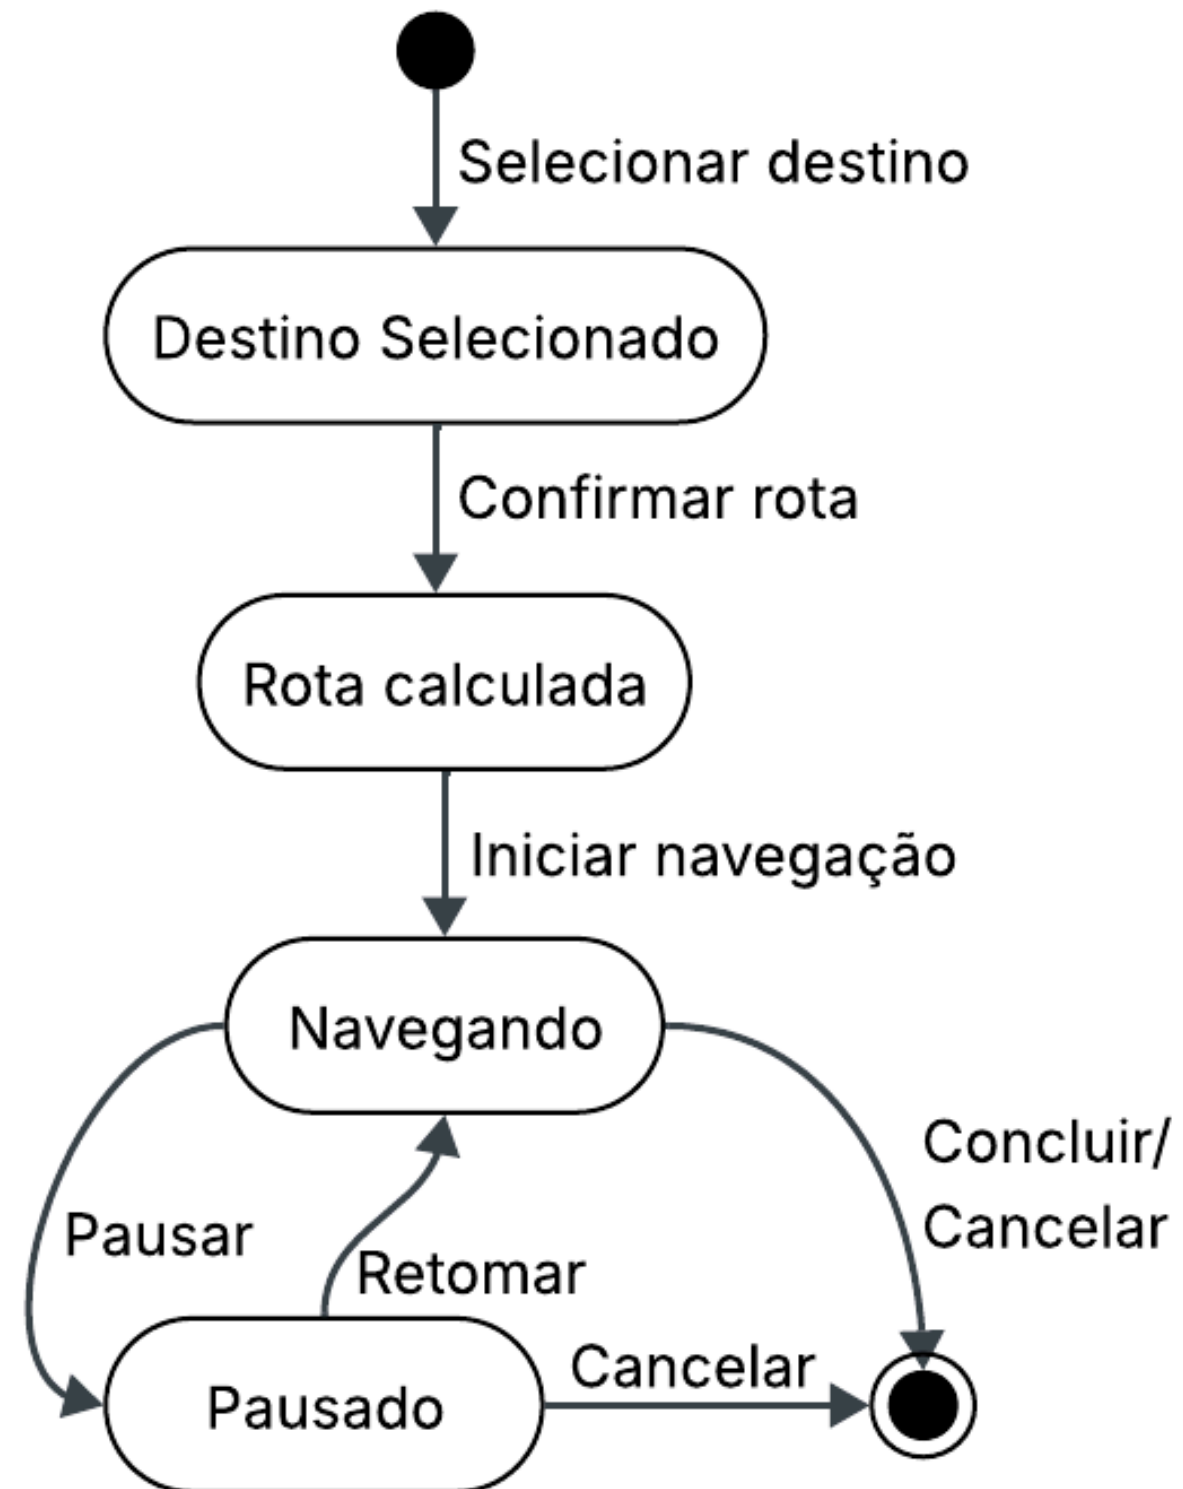 Selecionar destino
Destino Selecionado
Confirmar rota
Rota calculada
Iniciar navegação
Navegando
Concluir/
Cancelar
Pausar
Retomar
Cancelar
Pausado